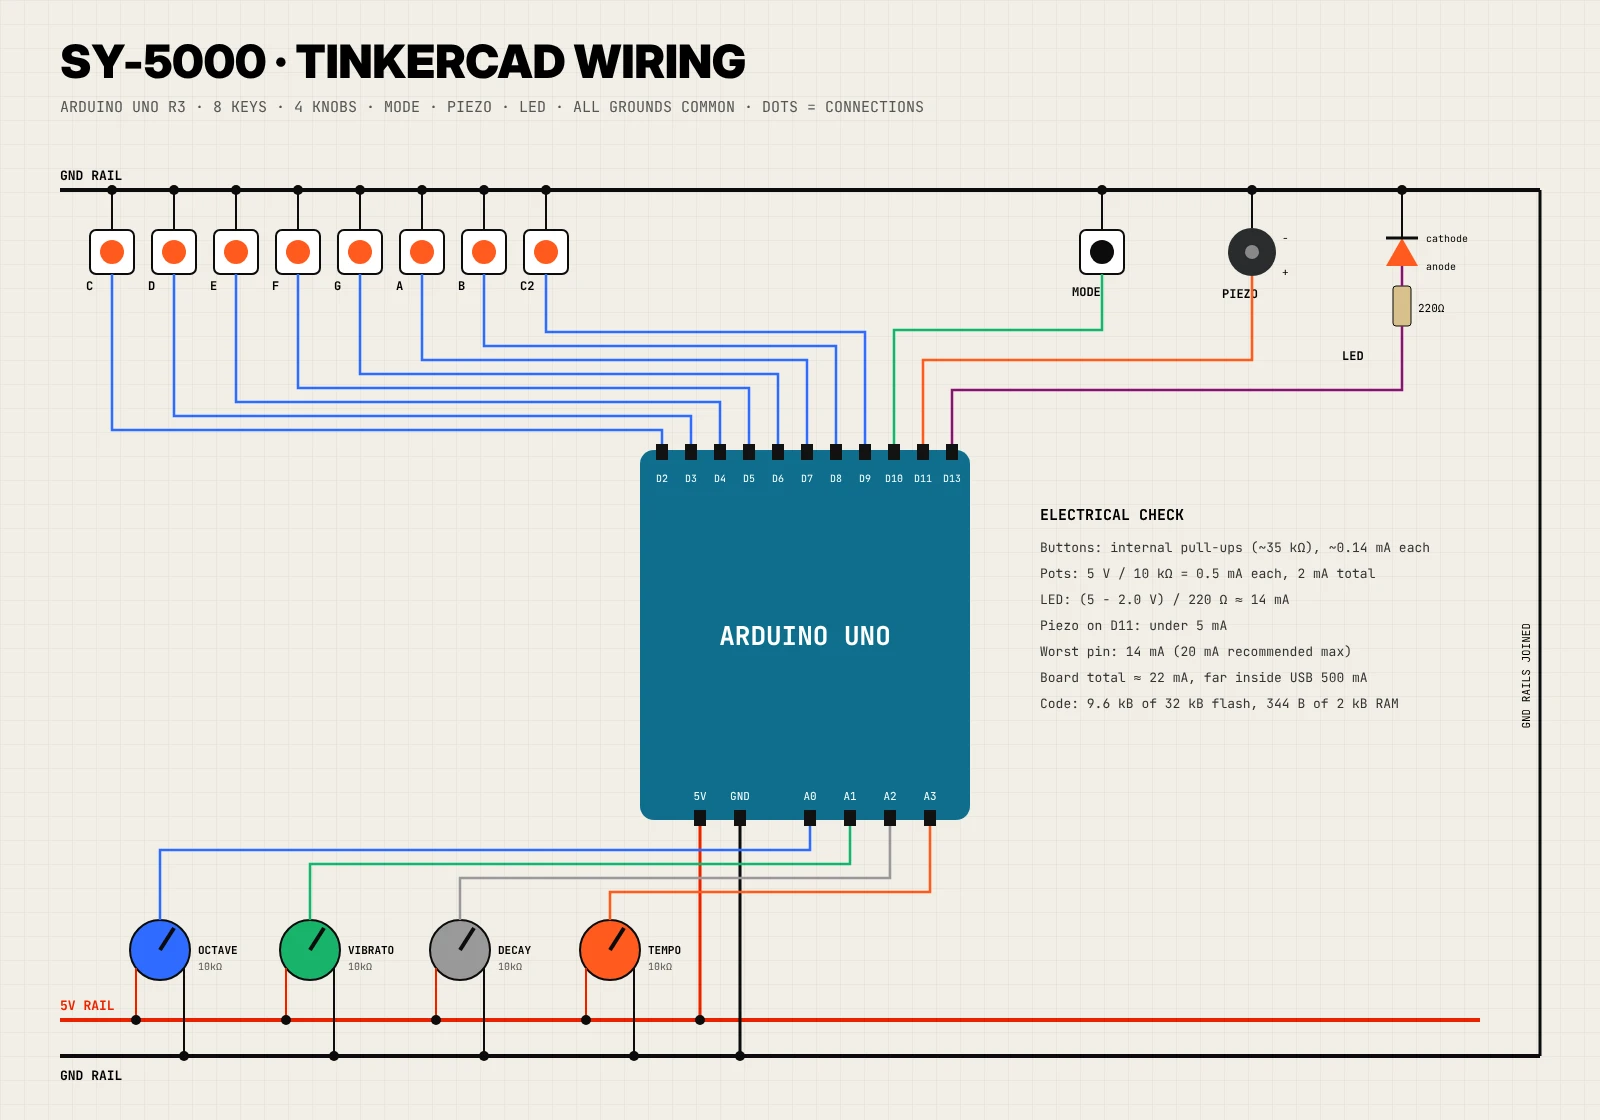 SY-5000 · TINKERCAD WIRING
ARDUINO UNO R3 · 8 KEYS · 4 KNOBS · MODE · PIEZO · LED · ALL GROUNDS COMMON · DOTS = CONNECTIONS
GND RAIL
C D E F G A B C2
MODE
PIEZO
-
+
cathode
anode
220Ω
LED
D2 D3 D4 D5 D6 D7 D8 D9 D10 D11 D13
ARDUINO UNO
ELECTRICAL CHECK
Buttons: internal pull-ups (~35 kΩ), ~0.14 mA each
Pots: 5 V / 10 kΩ = 0.5 mA each, 2 mA total
LED: (5 - 2.0 V) / 220 Ω ≈ 14 mA
Piezo on D11: under 5 mA
Worst pin: 14 mA (20 mA recommended max)
Board total ≈ 22 mA, far inside USB 500 mA
Code: 9.6 kB of 32 kB flash, 344 B of 2 kB RAM
GND RAILS JOINED
5V GND A0 A1 A2 A3
OCTAVE
10kΩ
VIBRATO
10kΩ
DECAY
10kΩ
TEMPO
10kΩ
5V RAIL
GND RAIL